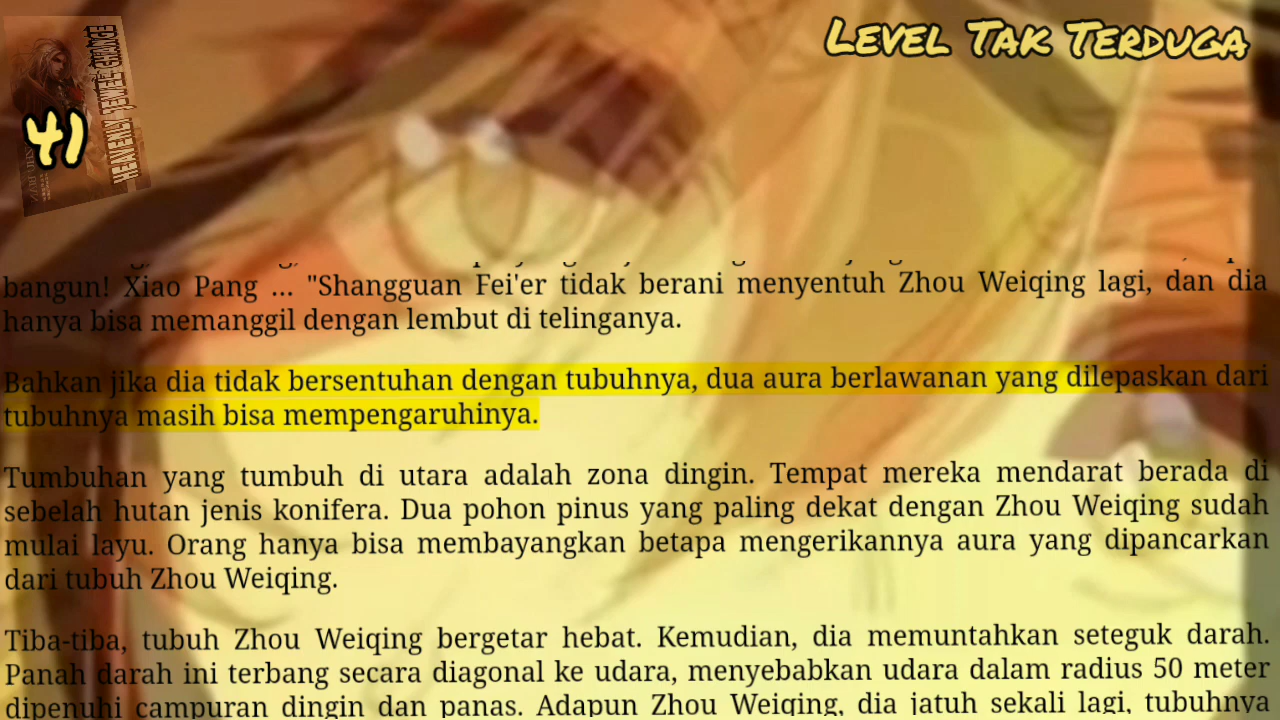 Level Tak Terduga
41
HEAVENLY JEWEL CHANGE
bangun! Xiao Pang ... "Shangguan Fei'er tidak berani menyentuh Zhou Weiqing lagi, dan dia
hanya bisa memanggil dengan lembut di telinganya.
Bahkan jika dia tidak bersentuhan dengan tubuhnya, dua aura berlawanan yang dilepaskan dari
tubuhnya masih bisa mempengaruhinya.
Tumbuhan yang tumbuh di utara adalah zona dingin. Tempat mereka mendarat berada di
sebelah hutan jenis konifera. Dua pohon pinus yang paling dekat dengan Zhou Weiqing sudah
mulai layu. Orang hanya bisa membayangkan betapa mengerikannya aura yang dipancarkan
dari tubuh Zhou Weiqing.
Tiba-tiba, tubuh Zhou Weiqing bergetar hebat. Kemudian, dia memuntahkan seteguk darah.
Panah darah ini terbang secara diagonal ke udara, menyebabkan udara dalam radius 50 meter
dipenuhi campuran dingin dan panas. Adapun Zhou Weiqing, dia jatuh sekali lagi, tubuhnya